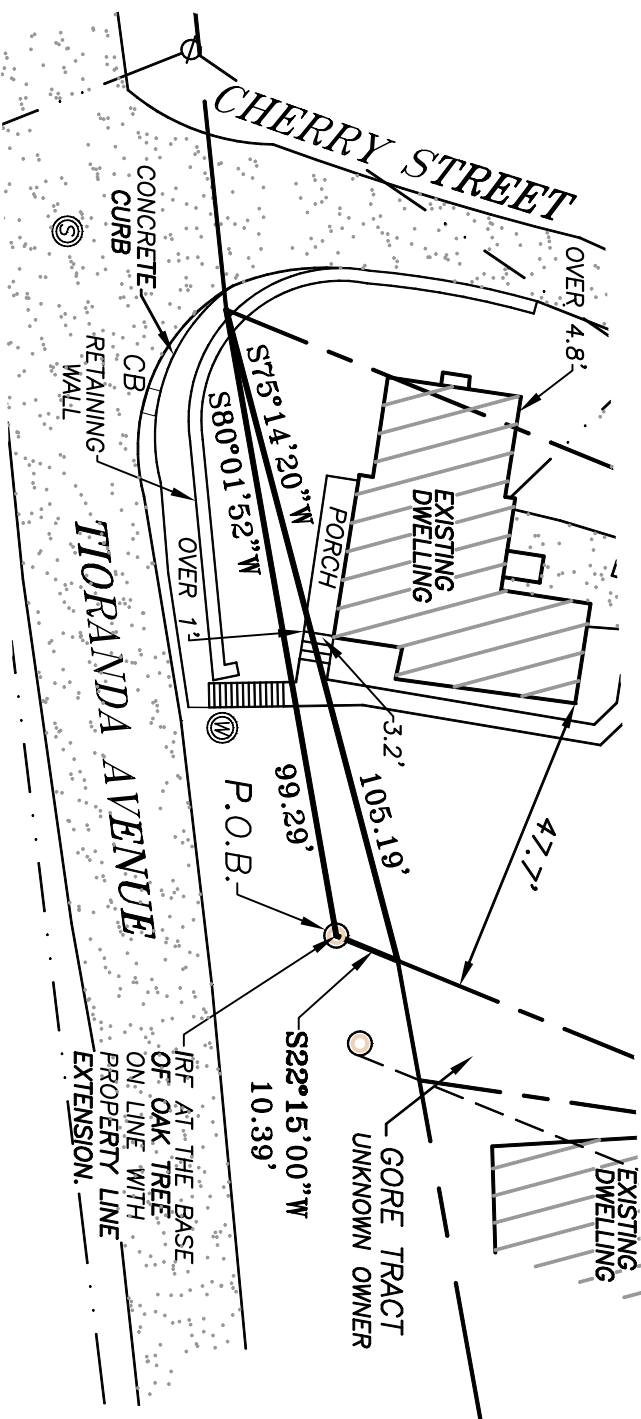 CHERRY STREET
OVER 4.8'
CONCRETE
CURB
S
CB
RETAINING
WALL
S75°14'20"W
S80°01'52"W
EXISTING
DWELLING
PORCH
OVER 1'
TIORANDA AVENUE
W
3.2'
47.7'
105.19'
99.29'
P.O.B.
S22°15'00"W
10.39'
IRF AT THE BASE
OF OAK TREE
ON LINE WITH
PROPERTY LINE
EXTENSION.
GORE TRACT
UNKNOWN OWNER
EXISTING
DWELLING